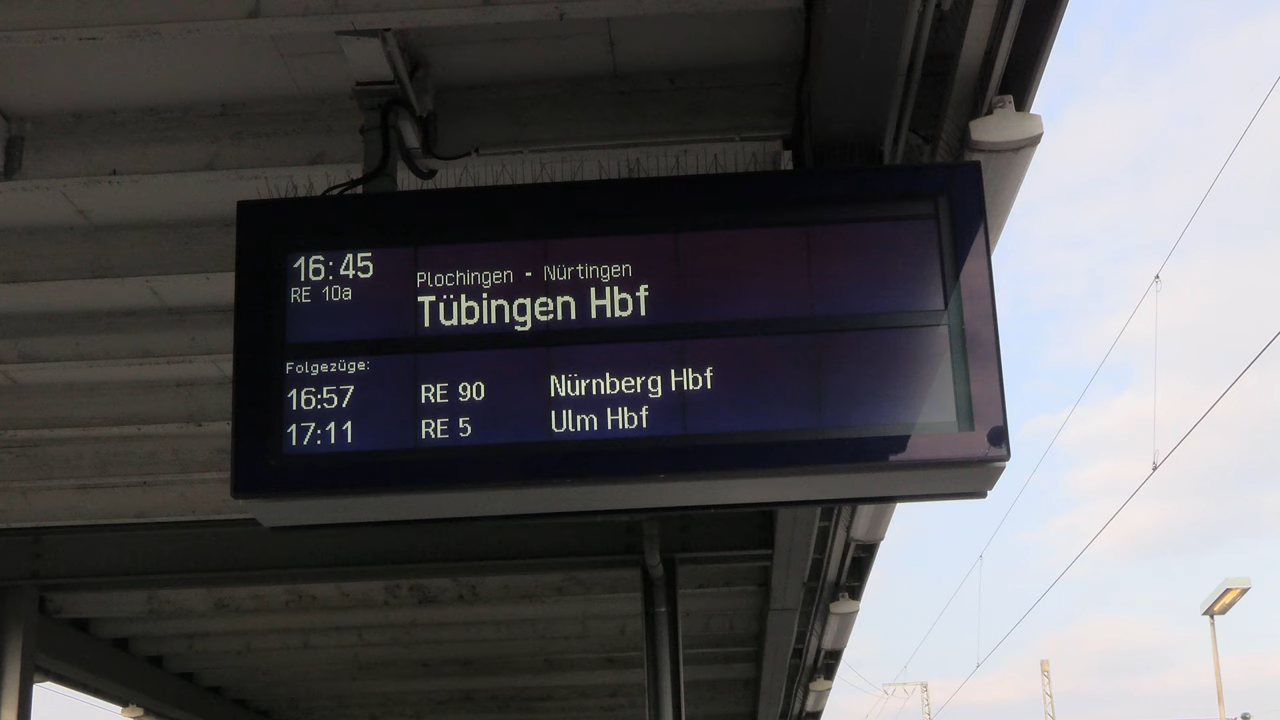 16:45
RE 10a
Plochingen - Nürtingen
Tübingen Hbf
Folgezüge:
16:57 RE 90 Nürnberg Hbf
17:11 RE 5 Ulm Hbf